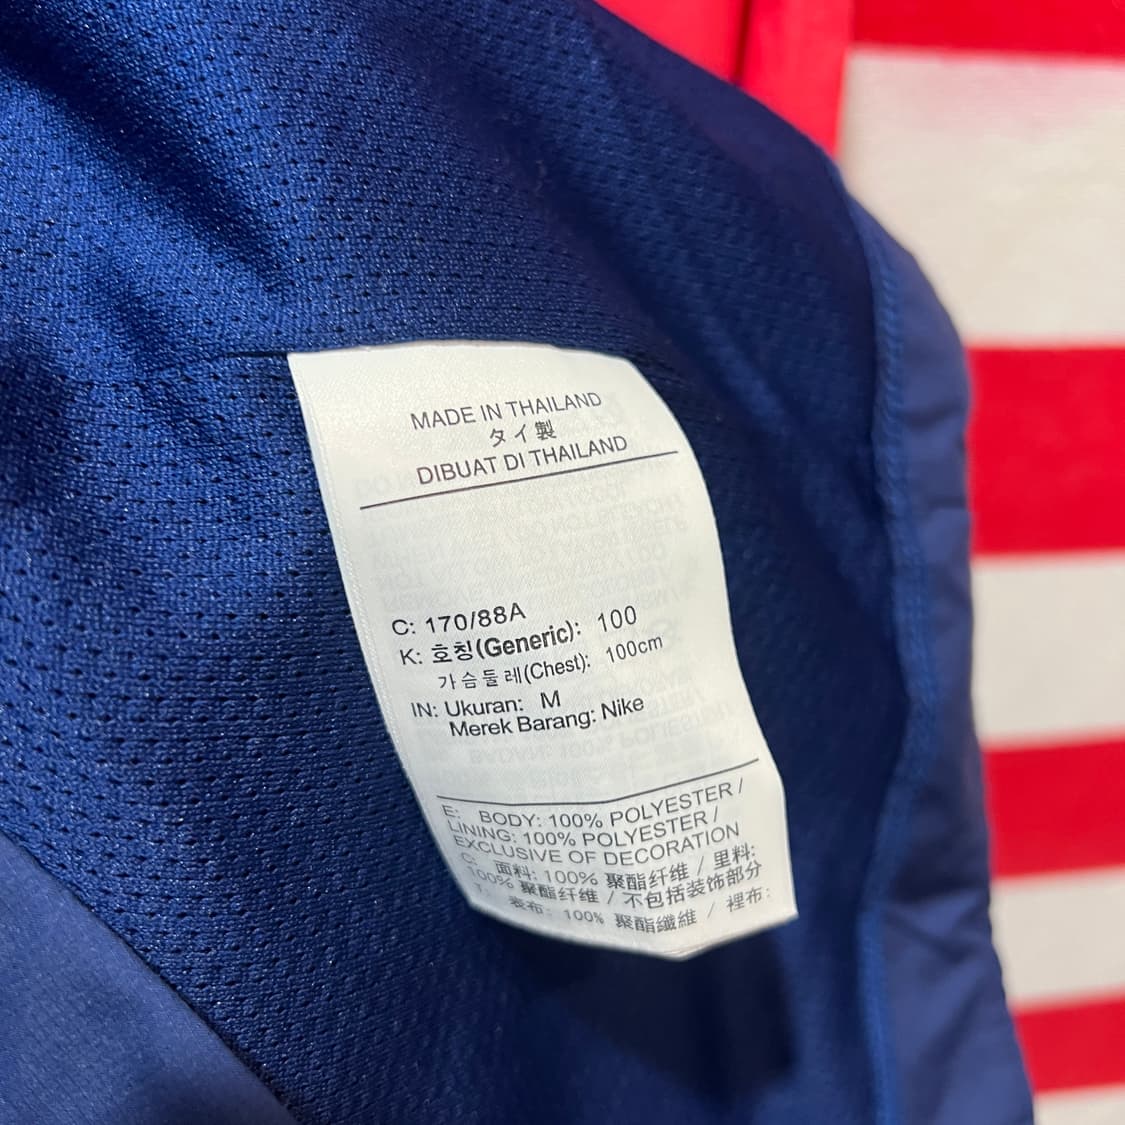 MADE IN THAILAND
タイ製
DIBUAT DI THAILAND
C: 170/88A
K: 호칭(Generic): 100
가슴둘레(Chest): 100cm
IN: Ukuran: M
Merek Barang: Nike
E: BODY: 100% POLYESTER /
LINING: 100% POLYESTER /
EXCLUSIVE OF DECORATION
C: 面料: 100% 聚酯纤维 / 里料:
100% 聚酯纤维 / 不包括装饰部分
T: 表布: 100% 聚酯纖維 / 裡布: